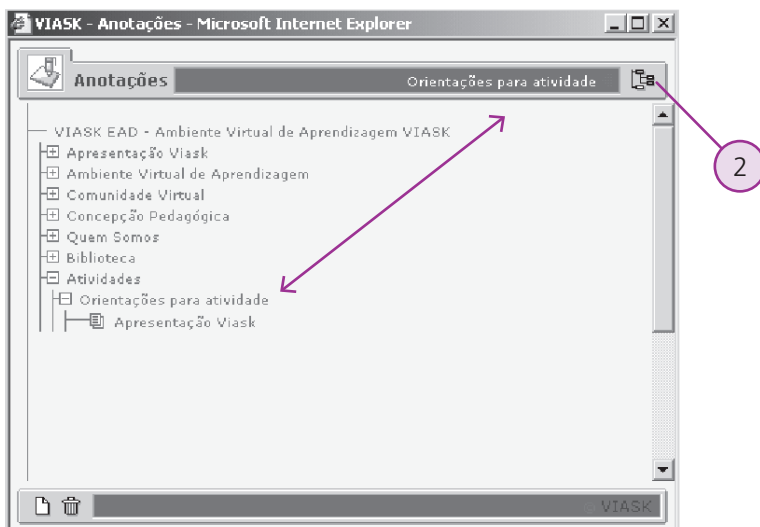 VIASK - Anotações - Microsoft Internet Explorer
Anotações Orientações para atividade
2
VIASK EAD - Ambiente Virtual de Aprendizagem VIASK
Apresentação Viask
Ambiente Virtual de Aprendizagem
Comunidade Virtual
Concepção Pedagógica
Quem Somos
Biblioteca
Atividades
Orientações para atividade
Apresentação Viask
VIASK